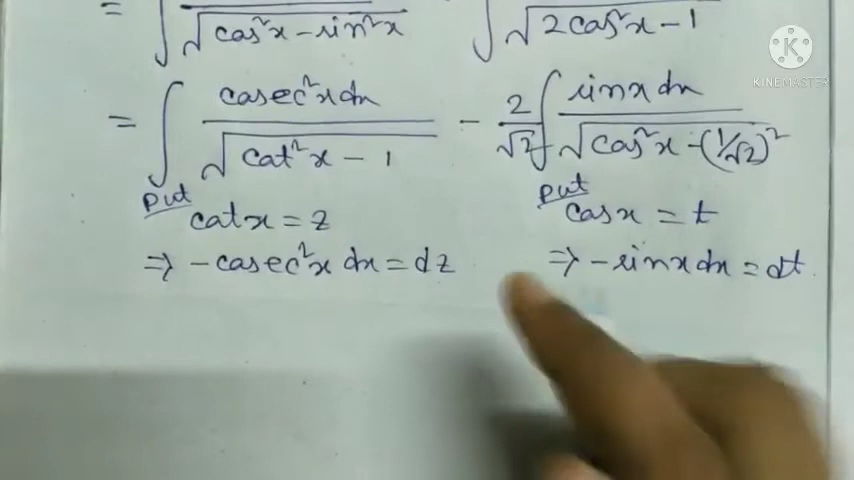 = ∫ / √cos²x - sin²x ∫ / √2cos²x - 1
= ∫ cosec²x dx / √cot²x - 1 - 2/√2 ∫ sinx dx / √cos²x - (1/√2)²
Put Put
cotx = z cosx = t
⇒ -cosec²x dx = dz ⇒ -sinx dx = dt
K
KINEMASTER